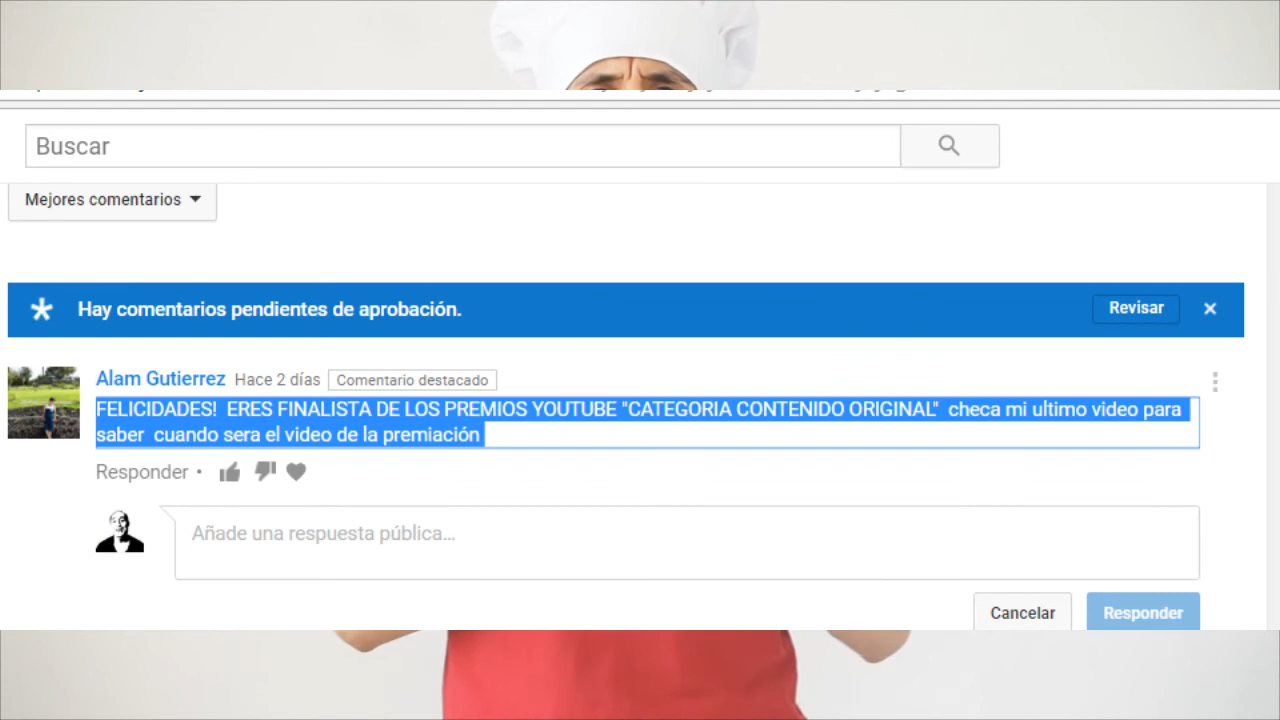 Buscar
Mejores comentarios
Hay comentarios pendientes de aprobación.
Revisar
Alam Gutierrez Hace 2 días Comentario destacado
FELICIDADES! ERES FINALISTA DE LOS PREMIOS YOUTUBE "CATEGORIA CONTENIDO ORIGINAL" checa mi ultimo video para
saber cuando sera el video de la premiación
Responder •
Añade una respuesta pública...
Cancelar
Responder